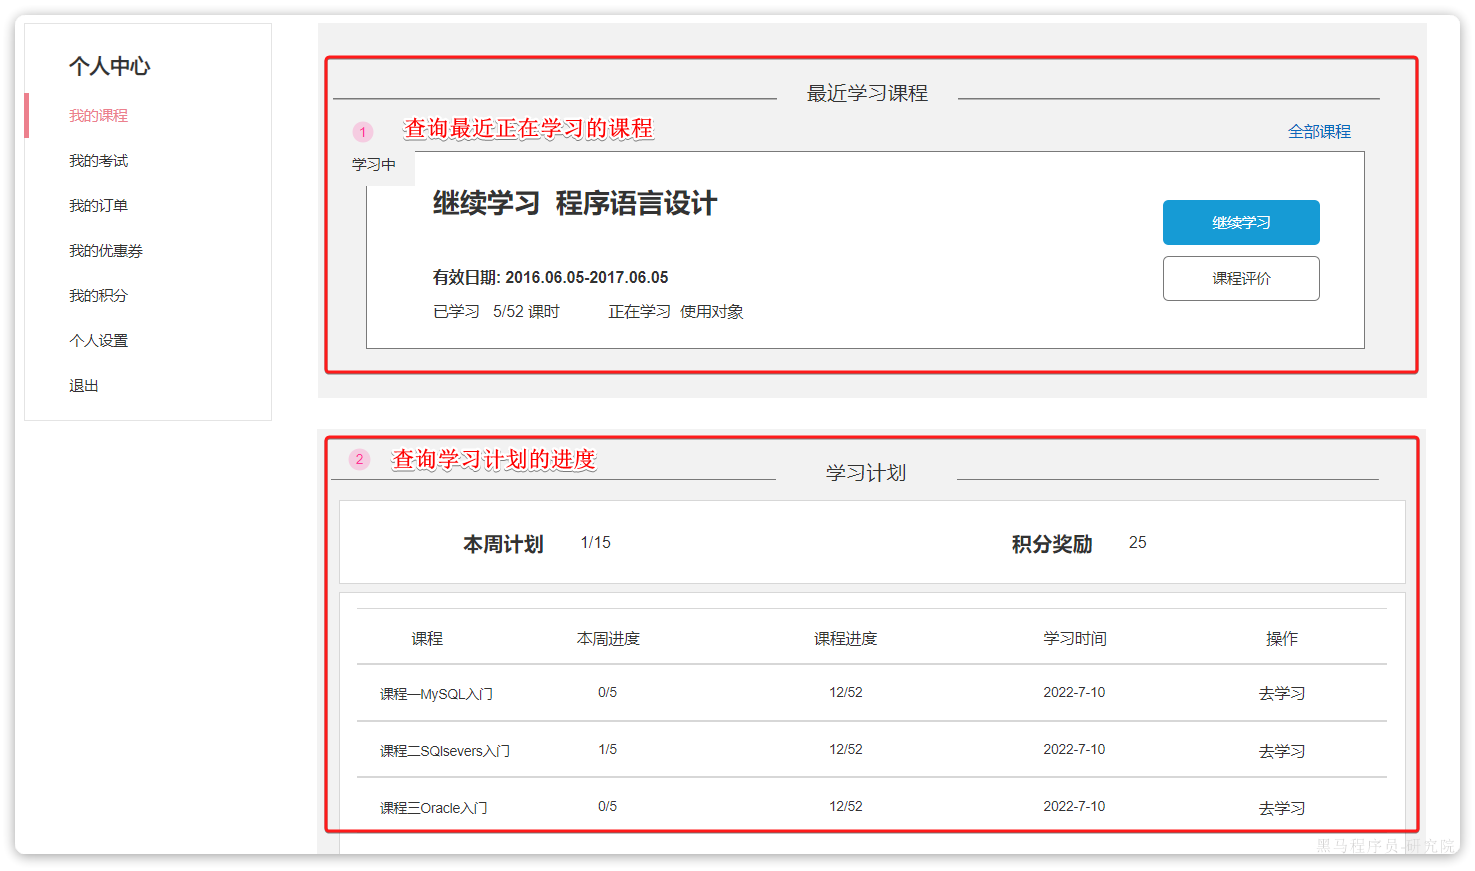 个人中心
我的课程
我的考试
我的订单
我的优惠券
我的积分
个人设置
退出
最近学习课程
1 查询最近正在学习的课程
全部课程
学习中
继续学习 程序语言设计
继续学习
有效日期: 2016.06.05-2017.06.05
课程评价
已学习 5/52 课时 正在学习 使用对象
2 查询学习计划的进度
学习计划
本周计划 1/15 积分奖励 25
课程 本周进度 课程进度 学习时间 操作
课程一MySQL入门 0/5 12/52 2022-7-10 去学习
课程二SQlsevers入门 1/5 12/52 2022-7-10 去学习
课程三Oracle入门 0/5 12/52 2022-7-10 去学习
黑马程序员-研究院